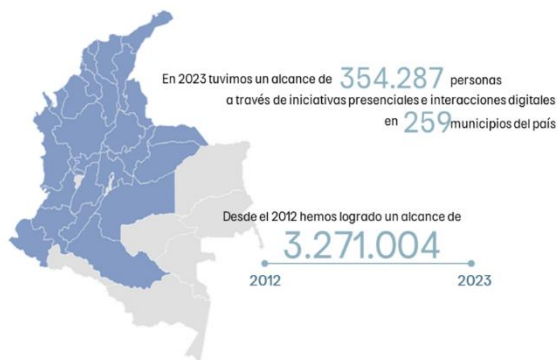 En 2023 tuvimos un alcance de 354.287 personas
a través de iniciativas presenciales e interacciones digitales
en 259 municipios del país
Desde el 2012 hemos logrado un alcance de
3.271.004
2012 2023